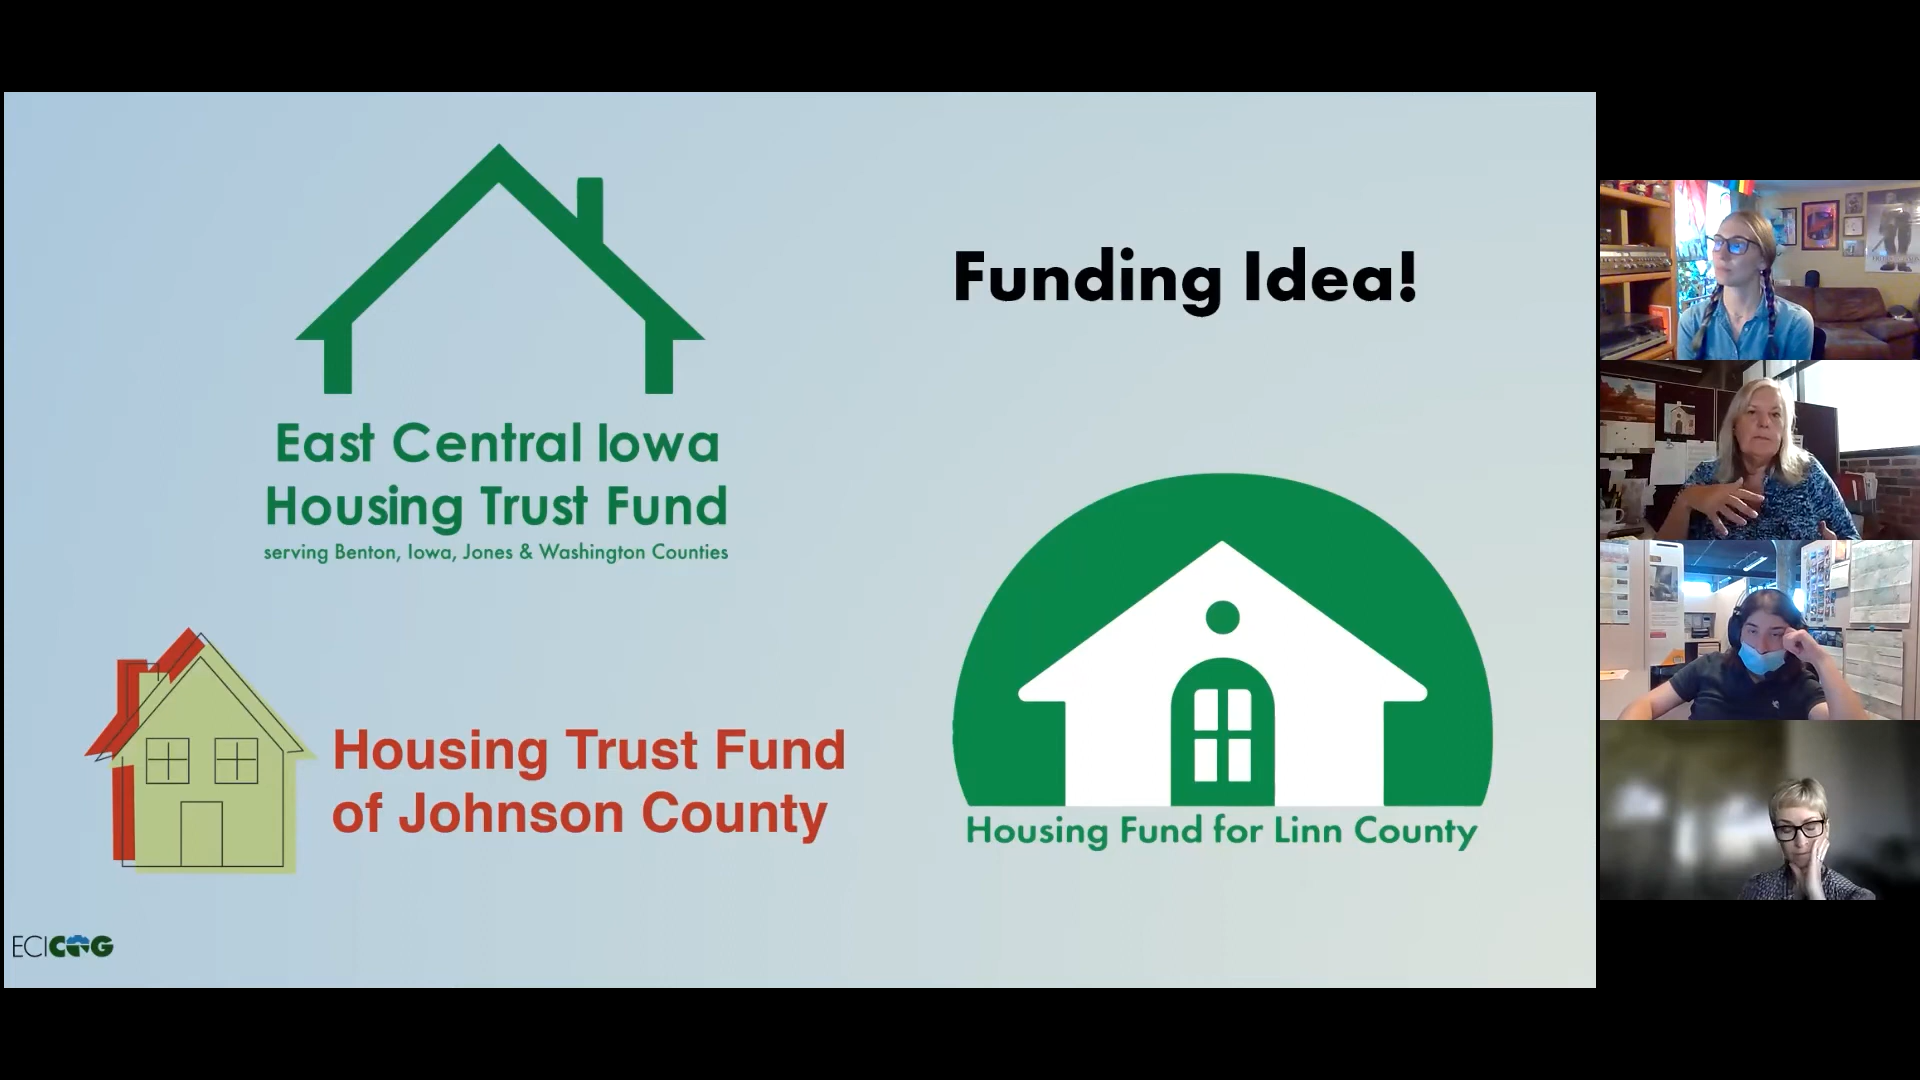 Funding Idea!
East Central Iowa
Housing Trust Fund
serving Benton, Iowa, Jones & Washington Counties
Housing Trust Fund
of Johnson County
Housing Fund for Linn County
ECICOG